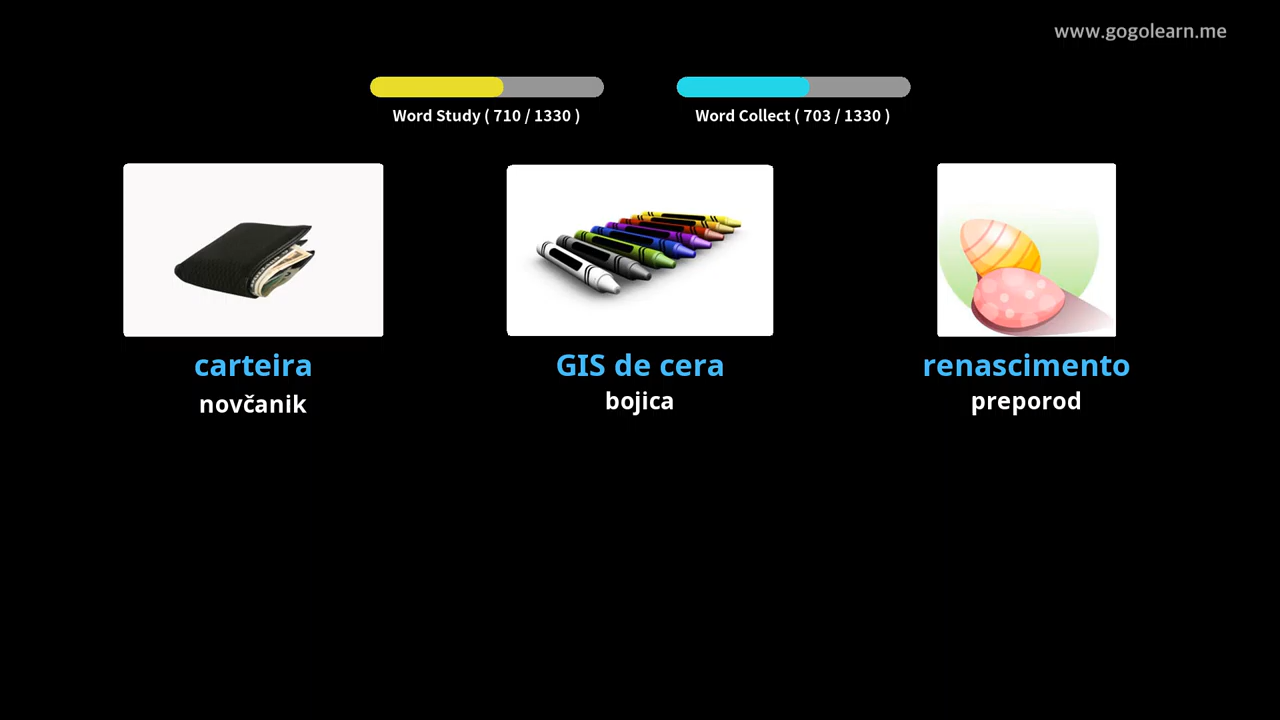 www.gogolearn.me
Word Study ( 710 / 1330 )
Word Collect ( 703 / 1330 )
carteira
GIS de cera
renascimento
novčanik
bojica
preporod